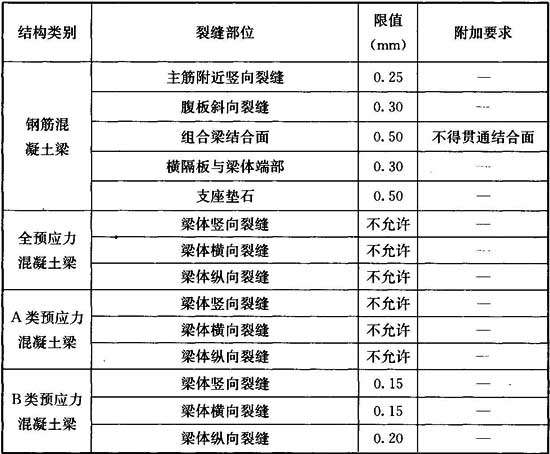 结构类别 裂缝部位 限值（mm） 附加要求
钢筋混凝土梁 主筋附近竖向裂缝 0.25 —
腹板斜向裂缝 0.30 —
组合梁结合面 0.50 不得贯通结合面
横隔板与梁体端部 0.30 —
支座垫石 0.50 —
全预应力混凝土梁 梁体竖向裂缝 不允许 —
梁体横向裂缝 不允许 —
梁体纵向裂缝 不允许 —
A类预应力混凝土梁 梁体竖向裂缝 不允许 —
梁体横向裂缝 不允许 —
梁体纵向裂缝 不允许 —
B类预应力混凝土梁 梁体竖向裂缝 0.15 —
梁体横向裂缝 0.15 —
梁体纵向裂缝 0.20 —